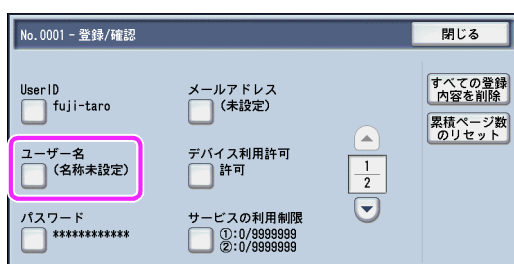 No.0001 - 登録/確認
閉じる
UserID
fuji-taro
メールアドレス
(未設定)
すべての登録
内容を削除
累積ページ数
のリセット
ユーザー名
(名称未設定)
デバイス利用許可
許可
1
2
パスワード
************
サービスの利用制限
①:0/9999999
②:0/9999999